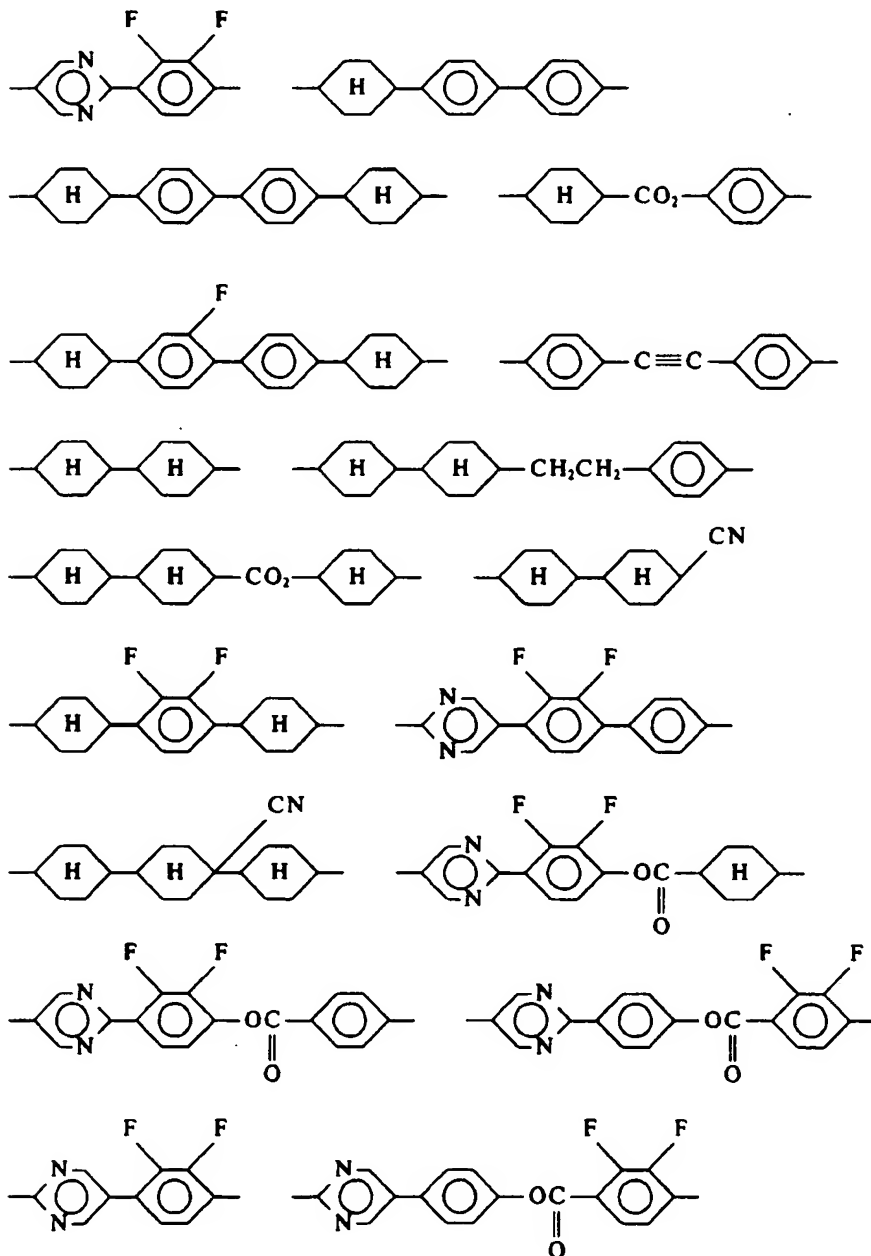 F F
N H
N
H H H CO₂
F
H H C≡C
H H H H CH₂CH₂
H H CO₂ H H H CN
F F F F
H H N
N
CN F F
H H H N OC H
N O
F F F F
N OC N OC
N O N O
F F F F
N N OC
N N O